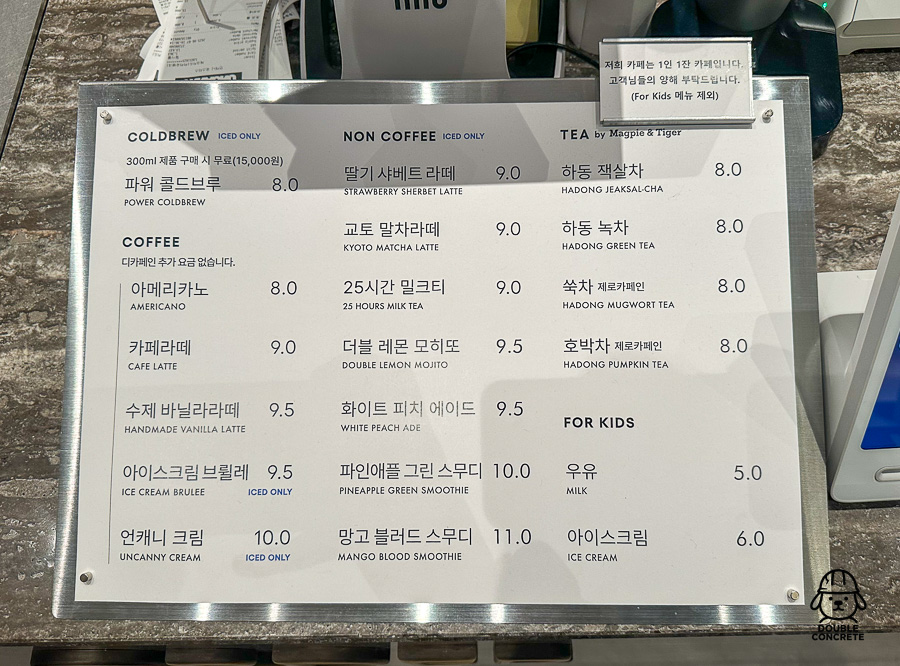 저희 카페는 1인 1잔 카페입니다.
고객님들의 양해 부탁드립니다.
(For Kids 메뉴 제외)
COLDBREW ICED ONLY
300ml 제품 구매 시 무료(15,000원)
파워 콜드브루 8.0
POWER COLDBREW
COFFEE
디카페인 추가 요금 없습니다.
아메리카노 8.0
AMERICANO
카페라떼 9.0
CAFE LATTE
수제 바닐라라떼 9.5
HANDMADE VANILLA LATTE
아이스크림 브륄레 9.5
ICE CREAM BRULEE ICED ONLY
언캐니 크림 10.0
UNCANNY CREAM ICED ONLY
NON COFFEE ICED ONLY
딸기 샤베트 라떼 9.0
STRAWBERRY SHERBET LATTE
교토 말차라떼 9.0
KYOTO MATCHA LATTE
25시간 밀크티 9.0
25 HOURS MILK TEA
더블 레몬 모히또 9.5
DOUBLE LEMON MOJITO
화이트 피치 에이드 9.5
WHITE PEACH ADE
파인애플 그린 스무디 10.0
PINEAPPLE GREEN SMOOTHIE
망고 블러드 스무디 11.0
MANGO BLOOD SMOOTHIE
TEA by Magpie & Tiger
하동 잭살차 8.0
HADONG JEAKSAL-CHA
하동 녹차 8.0
HADONG GREEN TEA
쑥차 제로카페인 8.0
HADONG MUGWORT TEA
호박차 제로카페인 8.0
HADONG PUMPKIN TEA
FOR KIDS
우유 5.0
MILK
아이스크림 6.0
ICE CREAM
DOUBLE
CONCRETE